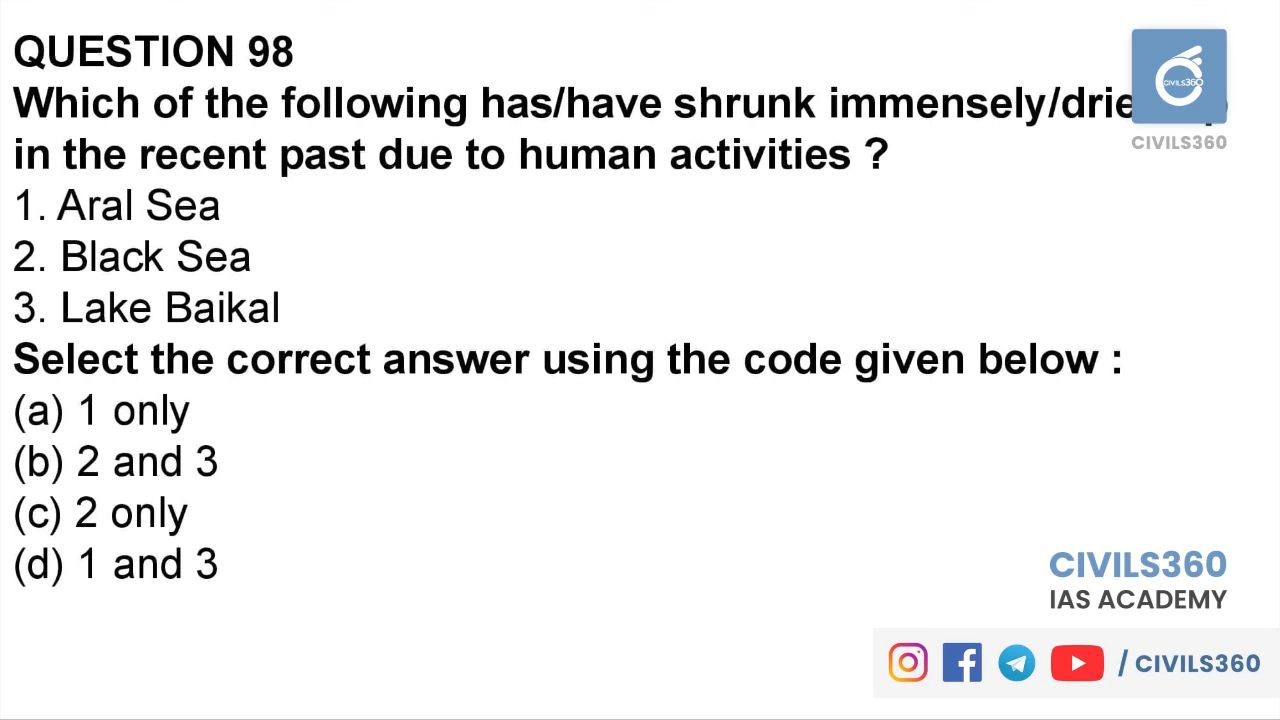 QUESTION 98
Which of the following has/have shrunk immensely/drie
in the recent past due to human activities ?
1. Aral Sea
2. Black Sea
3. Lake Baikal
Select the correct answer using the code given below :
(a) 1 only
(b) 2 and 3
(c) 2 only
(d) 1 and 3
CIVILS360
CIVILS360
CIVILS360
IAS ACADEMY
/ CIVILS360